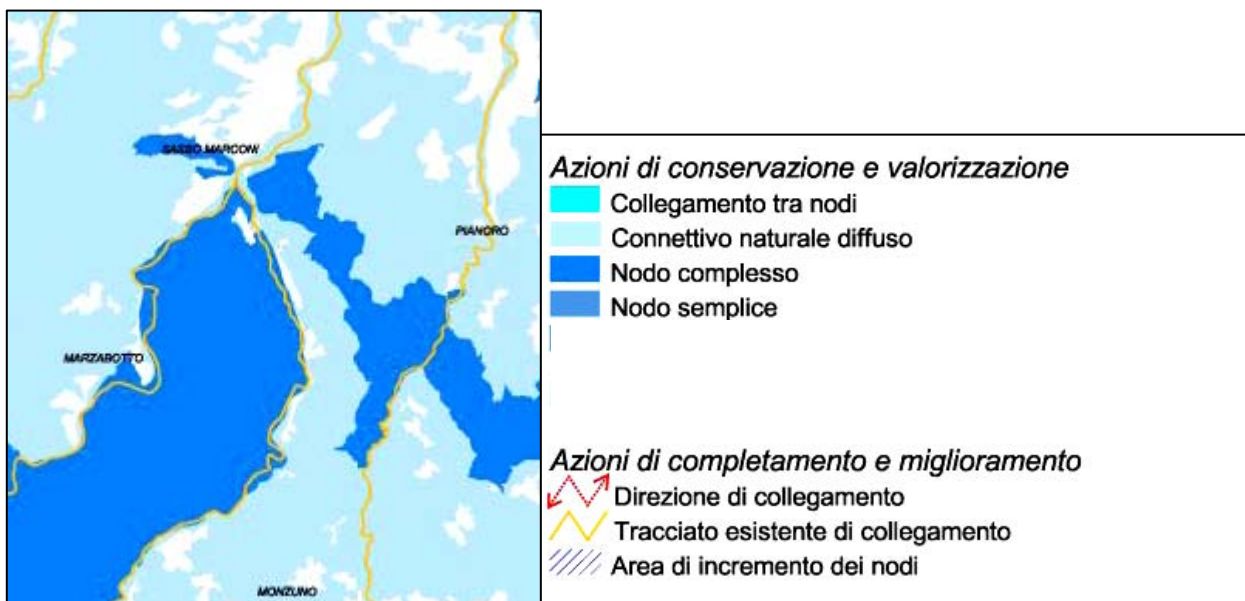 SASSO MARCONI
PIANORO
MARZABOTTO
MONZUNO
Azioni di conservazione e valorizzazione
Collegamento tra nodi
Connettivo naturale diffuso
Nodo complesso
Nodo semplice
Azioni di completamento e miglioramento
Direzione di collegamento
Tracciato esistente di collegamento
Area di incremento dei nodi